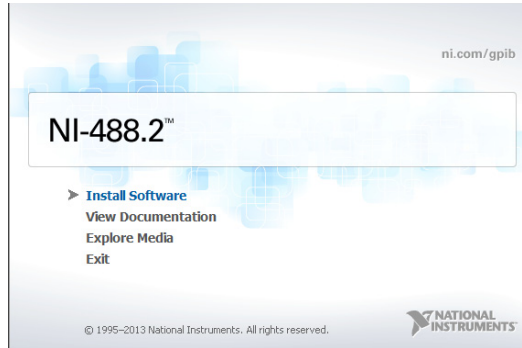 ni.com/gpib
NI-488.2™
Install Software
View Documentation
Explore Media
Exit
© 1995–2013 National Instruments. All rights reserved.
NATIONAL
INSTRUMENTS